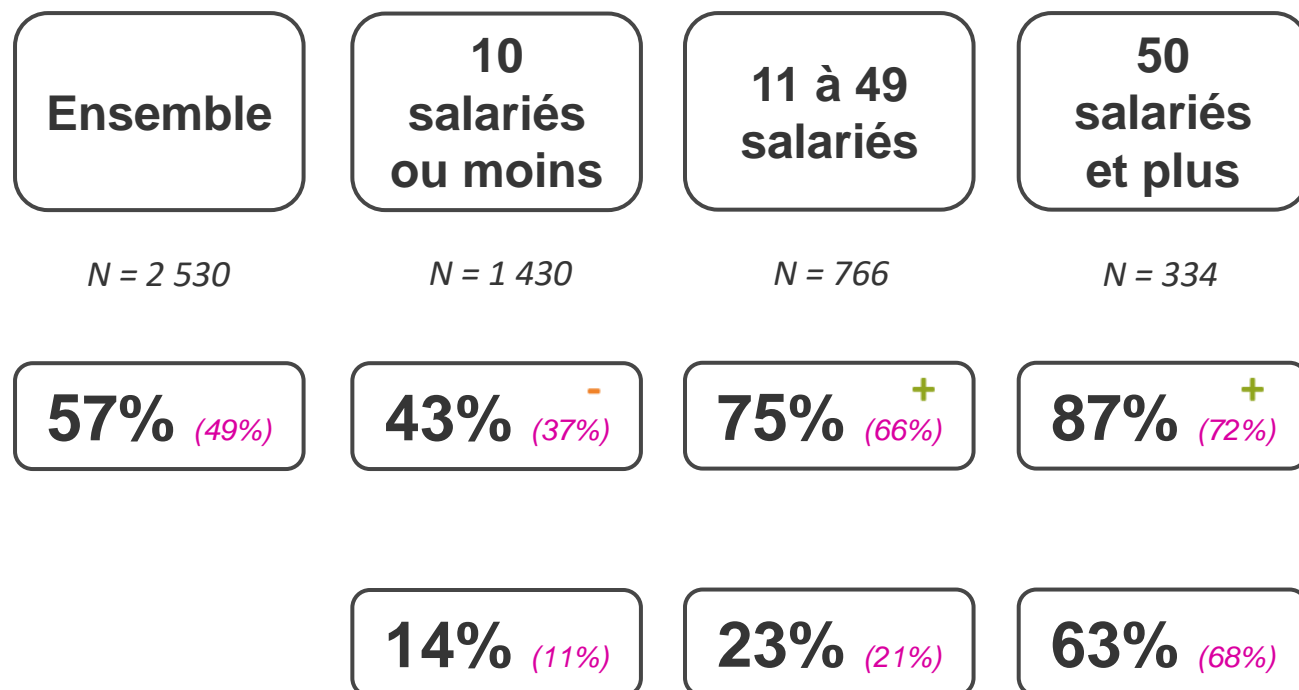 Ensemble
10
salariés
ou moins
11 à 49
salariés
50
salariés
et plus
N = 2 530
N = 1 430
N = 766
N = 334
57% (49%)
43% (37%) -
75% (66%) +
87% (72%) +
14% (11%)
23% (21%)
63% (68%)